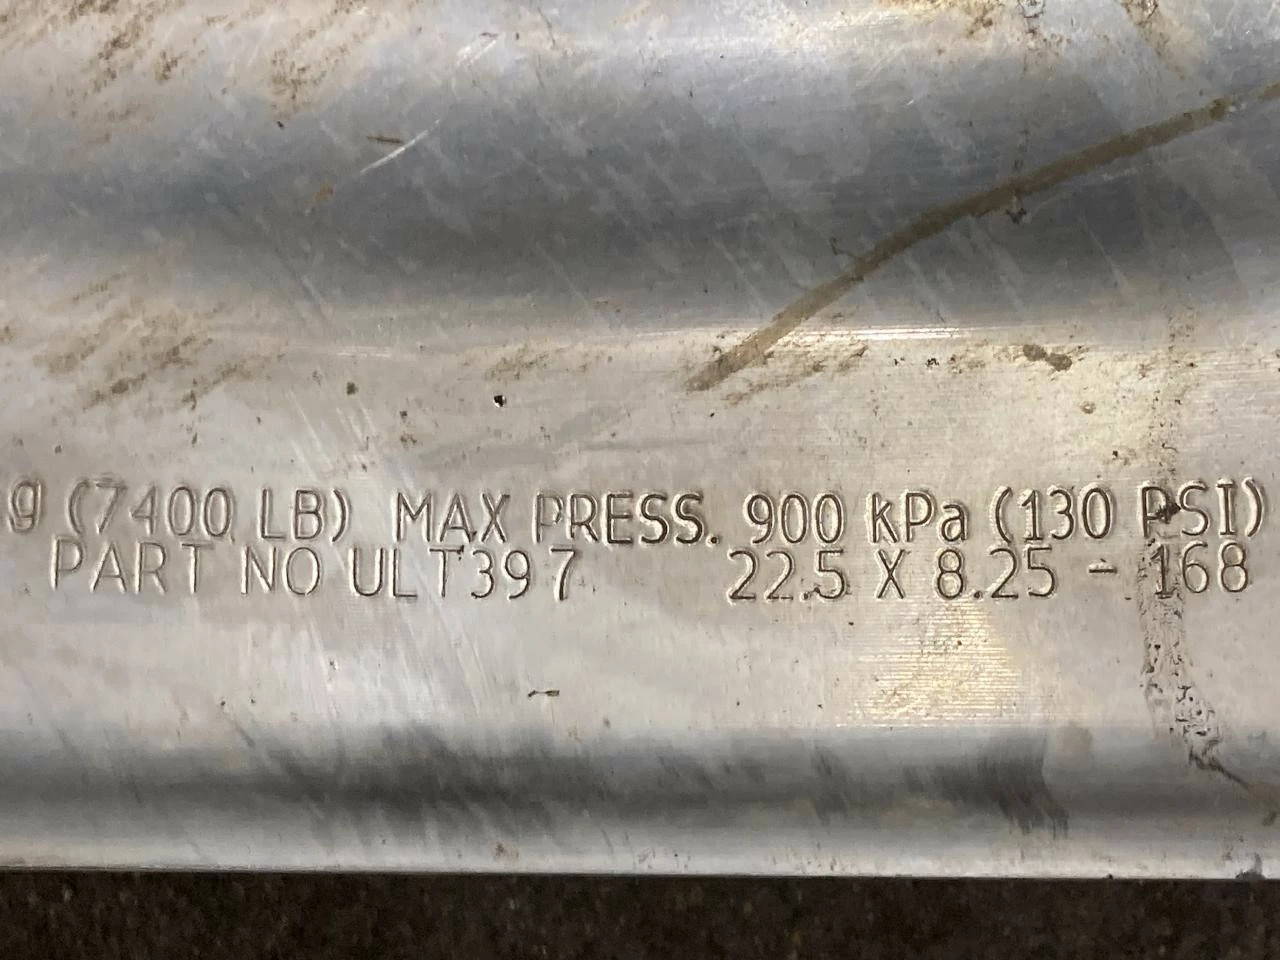 g (7400 LB) MAX PRESS. 900 kPa (130 PSI)
PART NO ULT397 22.5 X 8.25 - 168